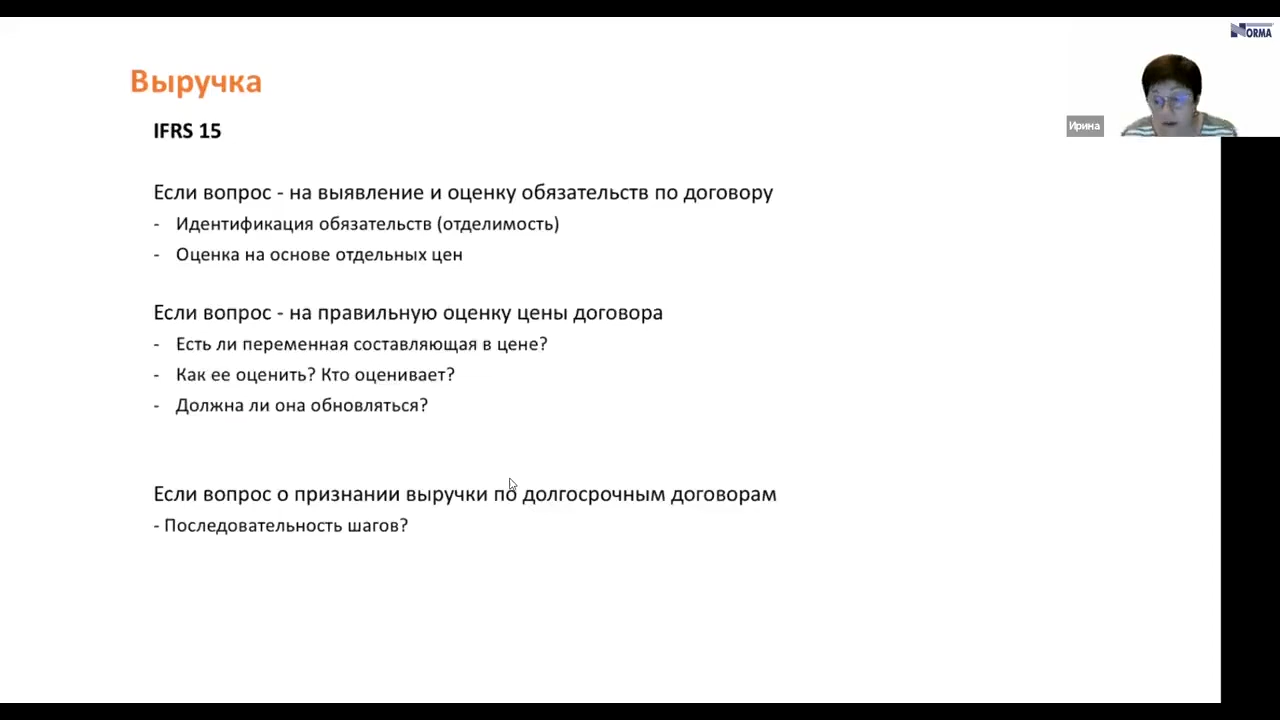 NORMA
Выручка
Ирина
IFRS 15
Если вопрос - на выявление и оценку обязательств по договору
- Идентификация обязательств (отделимость)
- Оценка на основе отдельных цен
Если вопрос - на правильную оценку цены договора
- Есть ли переменная составляющая в цене?
- Как ее оценить? Кто оценивает?
- Должна ли она обновляться?
Если вопрос о признании выручки по долгосрочным договорам
- Последовательность шагов?